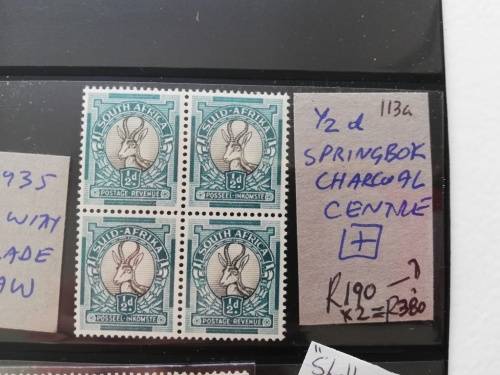 SOUTH AFRICA
½d
POSTAGE REVENUE
SUID-AFRIKA
½d
POSSEEL-INKOMSTE
SUID-AFRIKA
½d
POSSEEL-INKOMSTE
SOUTH AFRICA
½d
POSTAGE REVENUE
1/2 d 113a
SPRINGBOK
CHARCOAL
CENTRE
+
R190 → ?
x2 = R380
935
WITH
ADE
AW